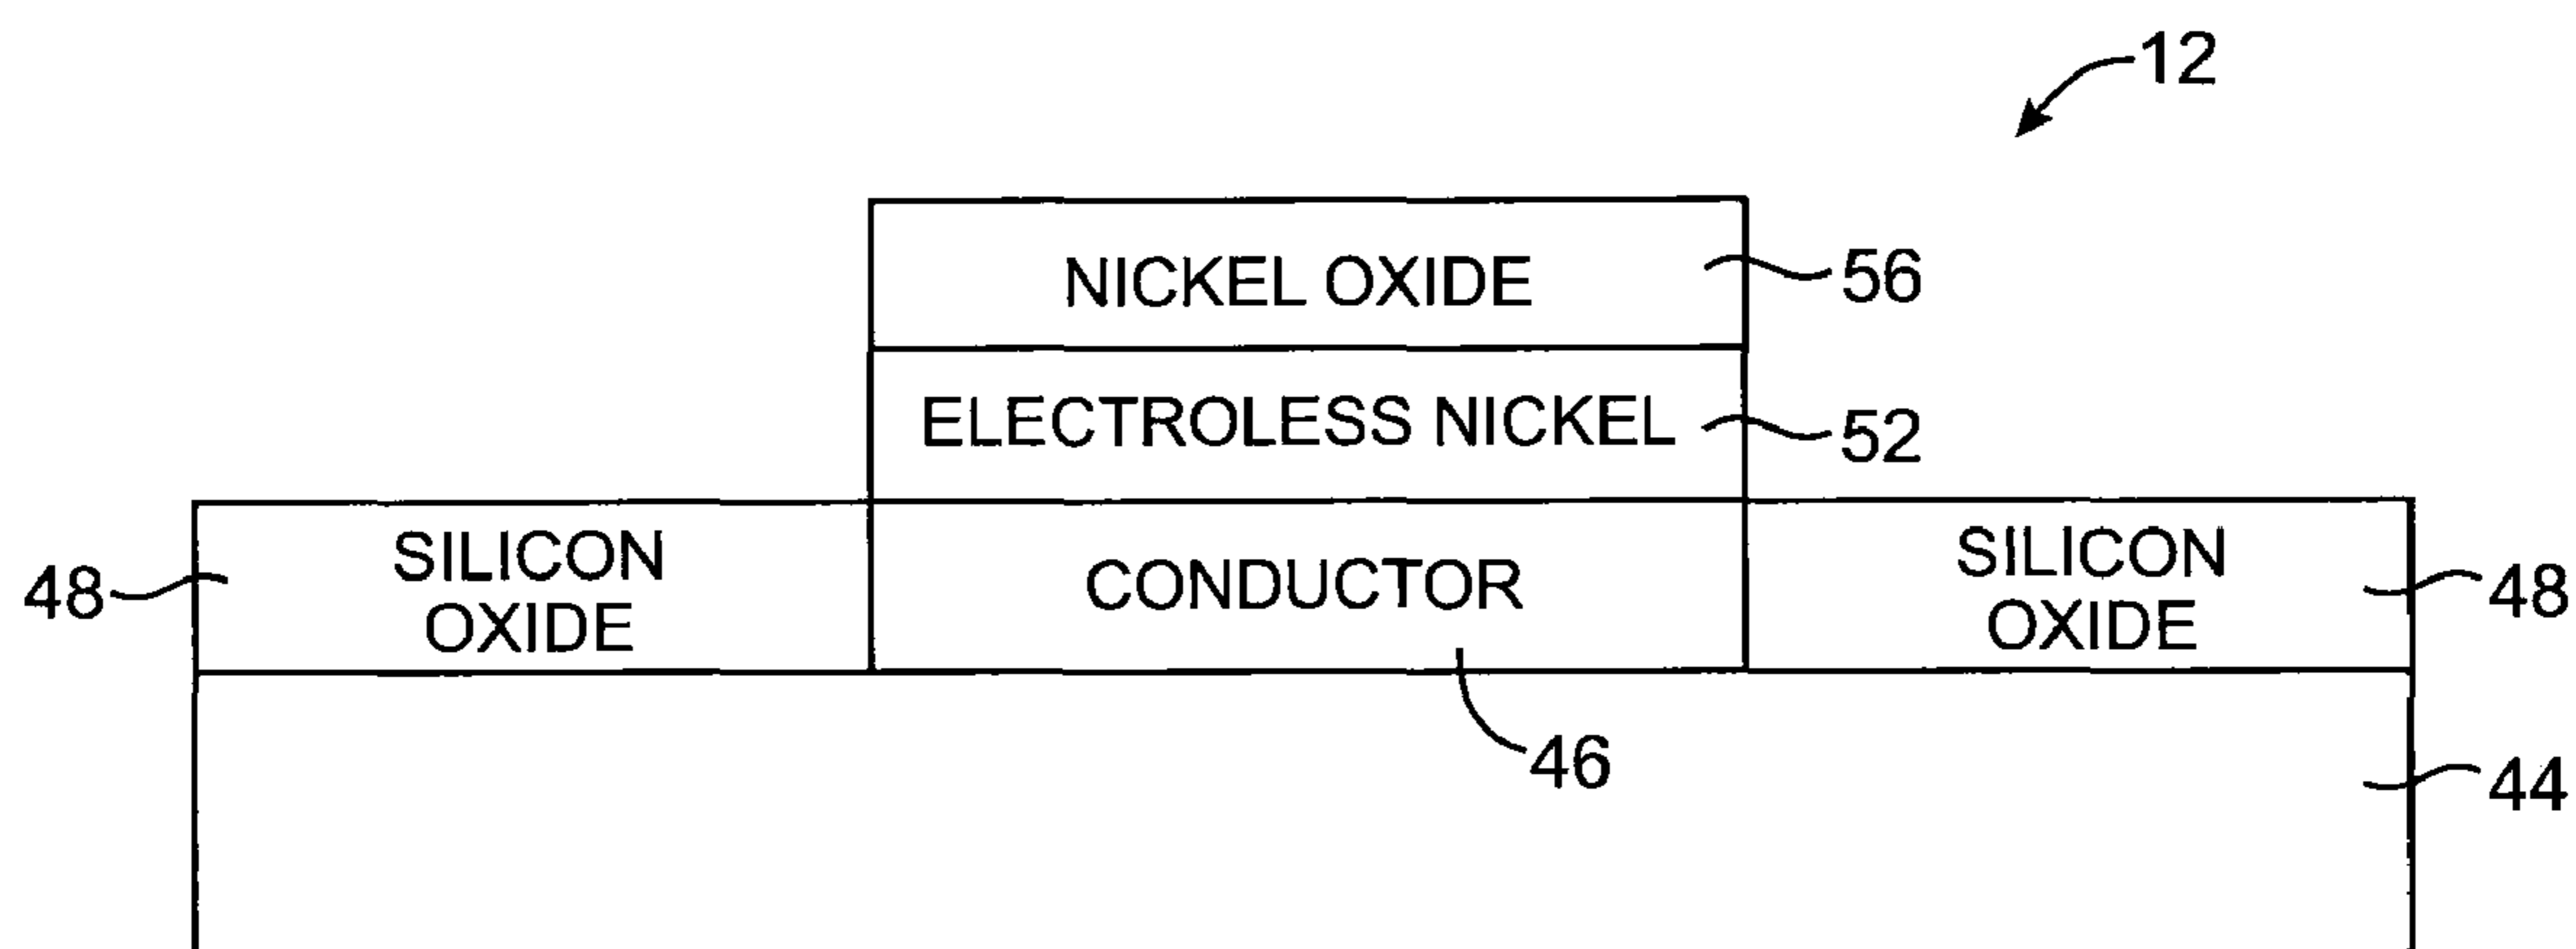 12
NICKEL OXIDE
56
ELECTROLESS NICKEL
52
48
SILICON
OXIDE
CONDUCTOR
SILICON
OXIDE
48
46
44